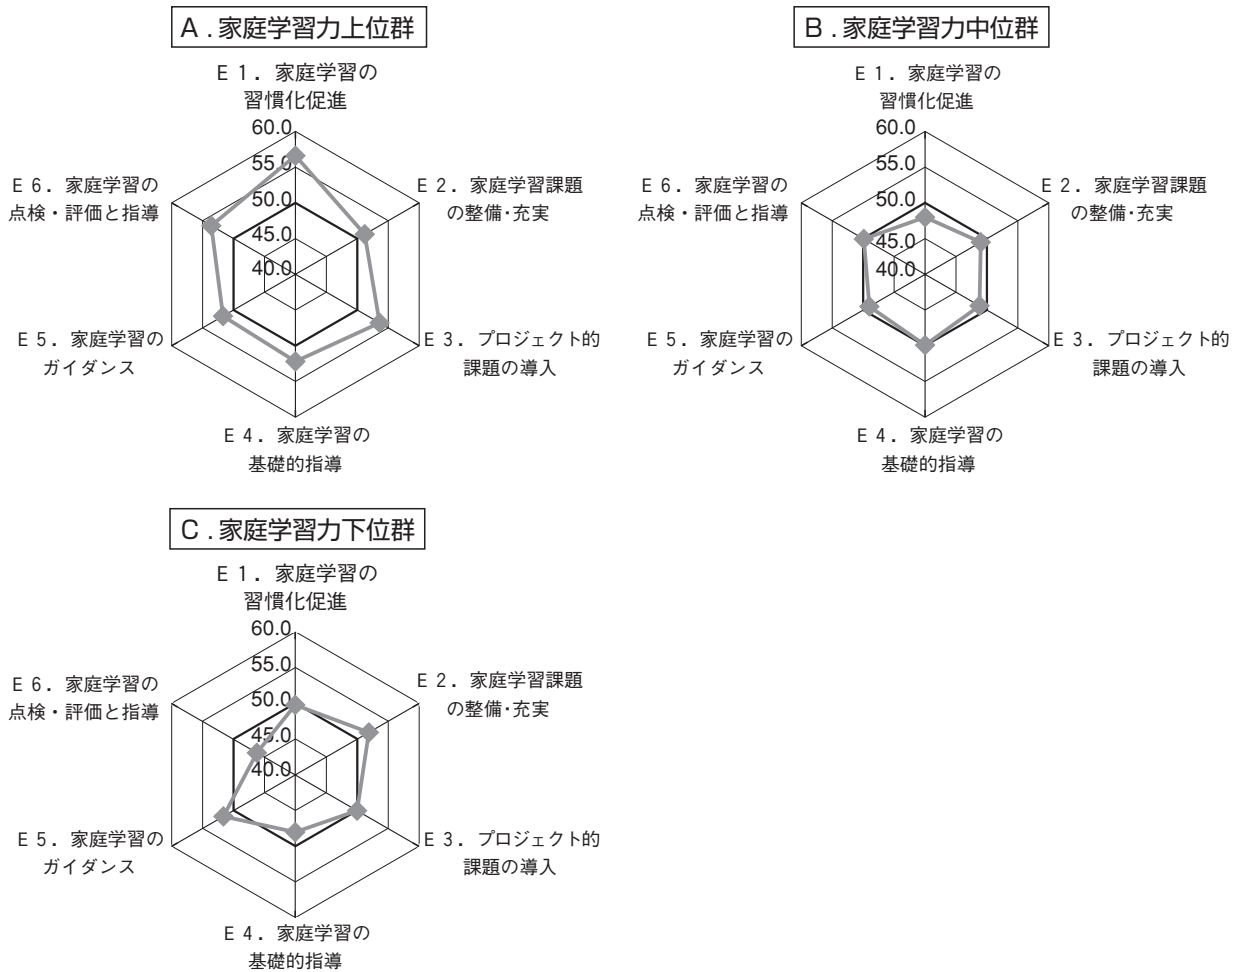 A．家庭学習力上位群
E 1．家庭学習の
習慣化促進
60.0
55.0
50.0
45.0
40.0
E 2．家庭学習課題
の整備・充実
E 3．プロジェクト的
課題の導入
E 4．家庭学習の
基礎的指導
E 5．家庭学習の
ガイダンス
E 6．家庭学習の
点検・評価と指導
B．家庭学習力中位群
E 1．家庭学習の
習慣化促進
60.0
55.0
50.0
45.0
40.0
E 2．家庭学習課題
の整備・充実
E 3．プロジェクト的
課題の導入
E 4．家庭学習の
基礎的指導
E 5．家庭学習の
ガイダンス
E 6．家庭学習の
点検・評価と指導
C．家庭学習力下位群
E 1．家庭学習の
習慣化促進
60.0
55.0
50.0
45.0
40.0
E 2．家庭学習課題
の整備・充実
E 3．プロジェクト的
課題の導入
E 4．家庭学習の
基礎的指導
E 5．家庭学習の
ガイダンス
E 6．家庭学習の
点検・評価と指導